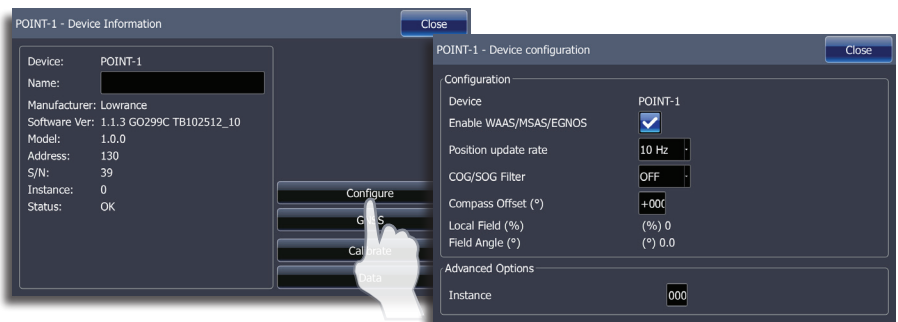 POINT-1 - Device Information
Close
Device: POINT-1
Name:
Manufacturer: Lowrance
Software Ver: 1.1.3 GO299C TB102512_10
Model: 1.0.0
Address: 130
S/N: 39
Instance: 0
Status: OK
Configure
Data
POINT-1 - Device configuration
Close
Configuration
Device POINT-1
Enable WAAS/MSAS/EGNOS
Position update rate 10 Hz
COG/SOG Filter OFF
Compass Offset (°) +000
Local Field (%) (%) 0
Field Angle (°) (°) 0.0
Advanced Options
Instance 000